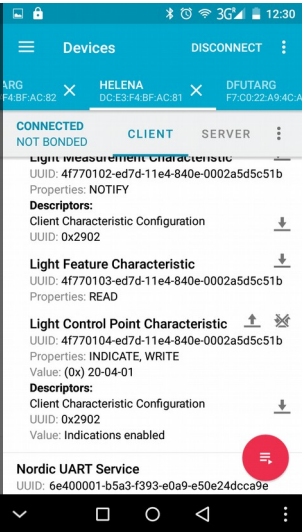 3G 12:30
Devices DISCONNECT
ARG HELENA DFUTARG
F4:BF:AC:82 DC:E3:F4:BF:AC:81 F7:C0:22:A9:4C:A
CONNECTED
NOT BONDED CLIENT SERVER
Light Measurement Characteristic
UUID: 4f770102-ed7d-11e4-840e-0002a5d5c51b
Properties: NOTIFY
Descriptors:
Client Characteristic Configuration
UUID: 0x2902
Light Feature Characteristic
UUID: 4f770103-ed7d-11e4-840e-0002a5d5c51b
Properties: READ
Light Control Point Characteristic
UUID: 4f770104-ed7d-11e4-840e-0002a5d5c51b
Properties: INDICATE, WRITE
Value: (0x) 20-04-01
Descriptors:
Client Characteristic Configuration
UUID: 0x2902
Value: Indications enabled
Nordic UART Service
UUID: 6e400001-b5a3-f393-e0a9-e50e24dcca9e